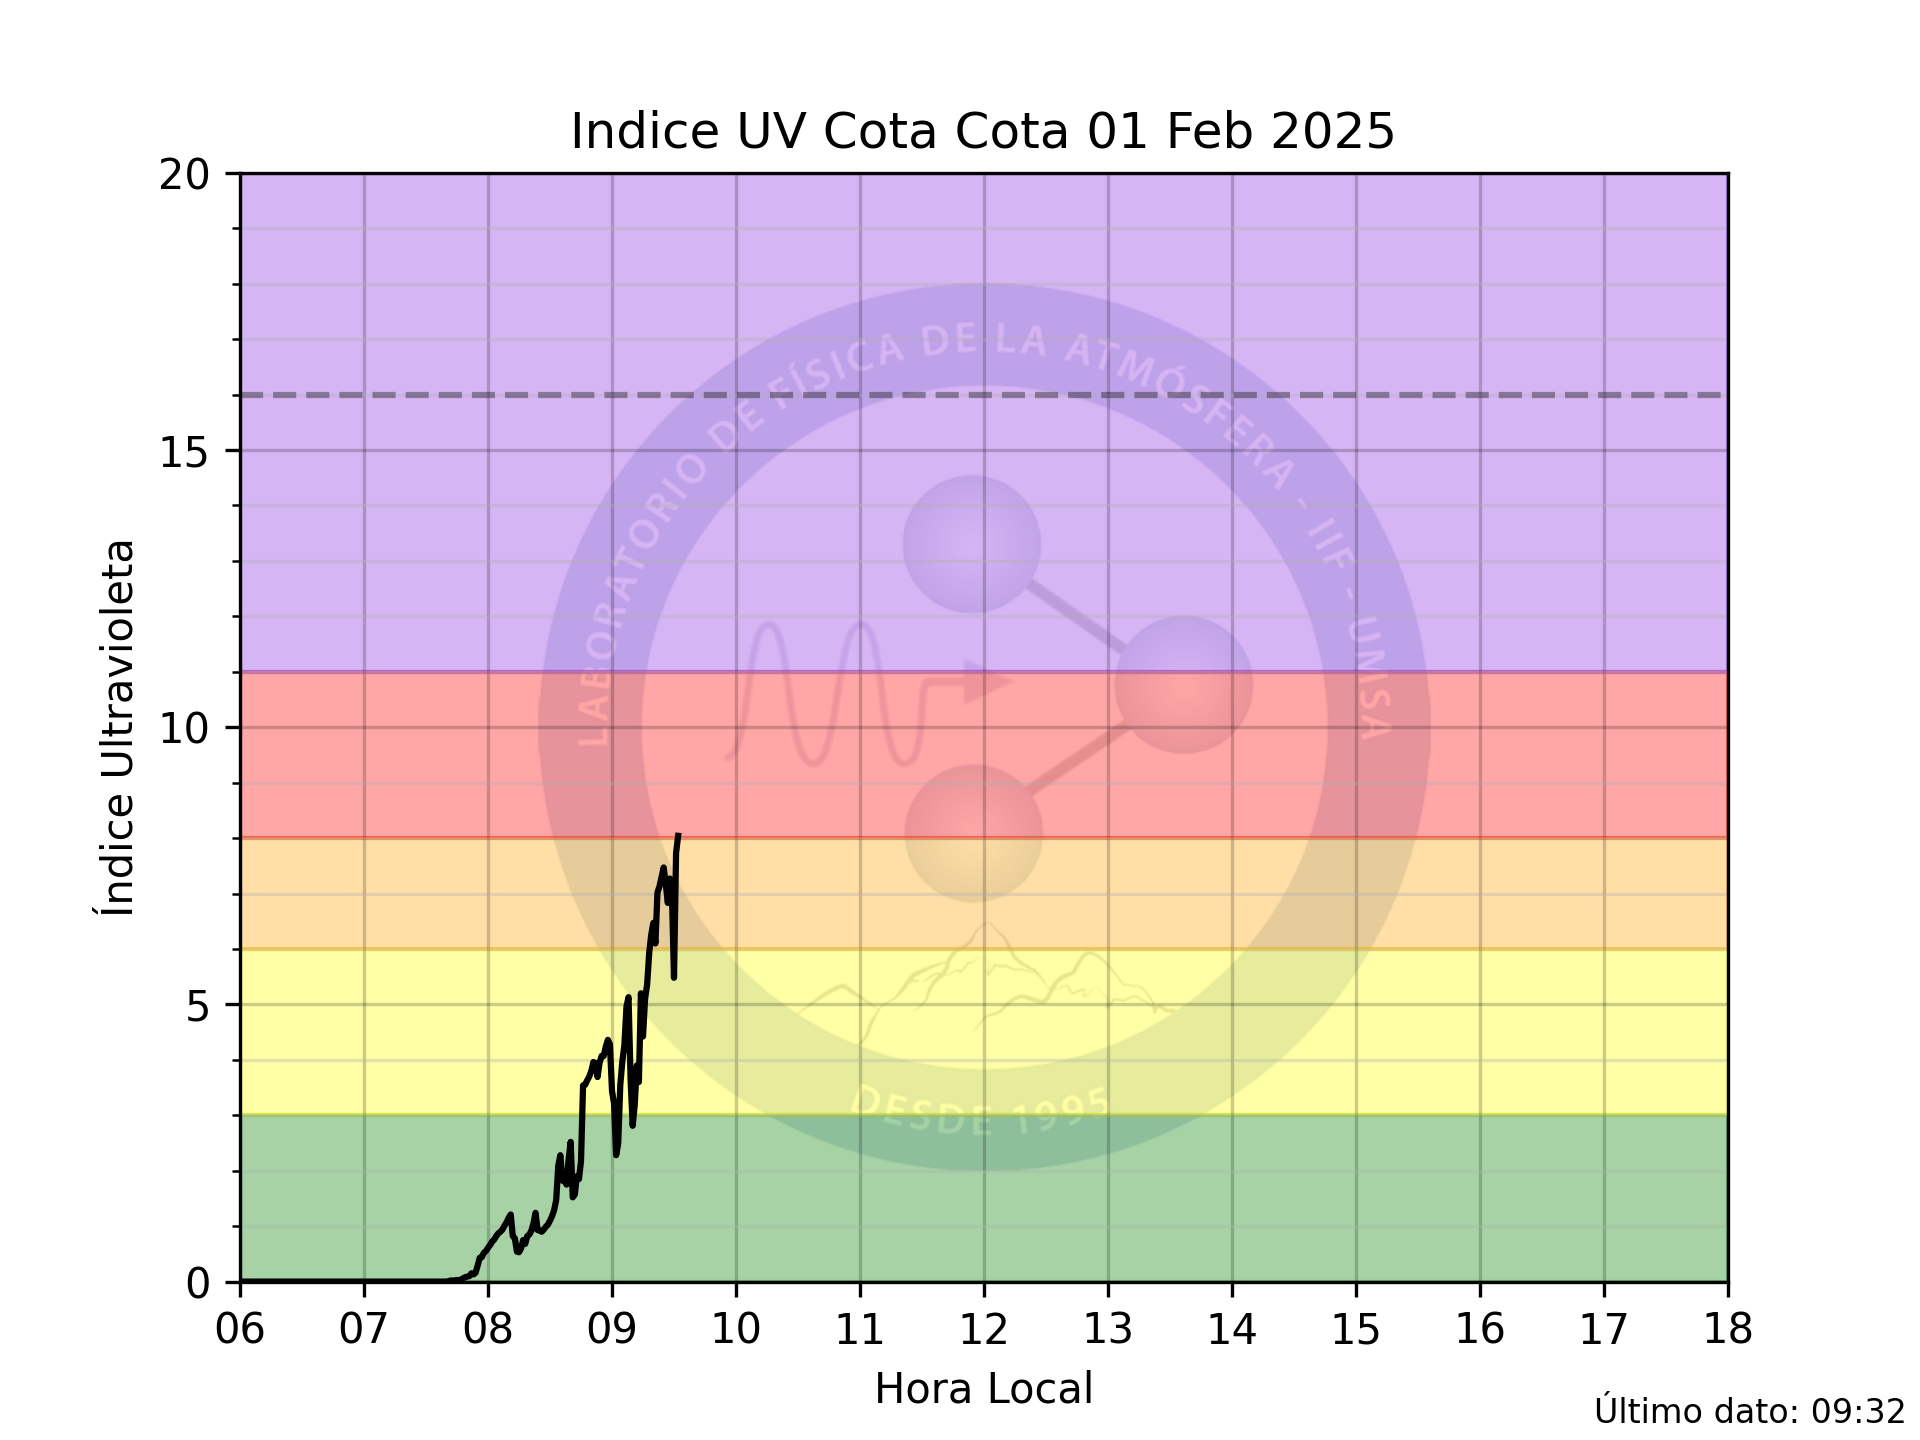 Indice UV Cota Cota 01 Feb 2025
20
15
10
5
0
Índice Ultravioleta
LABORATORIO DE FÍSICA DE LA ATMÓSFERA - IIF - UMSA
DESDE 1995
06 07 08 09 10 11 12 13 14 15 16 17 18
Hora Local
Último dato: 09:32